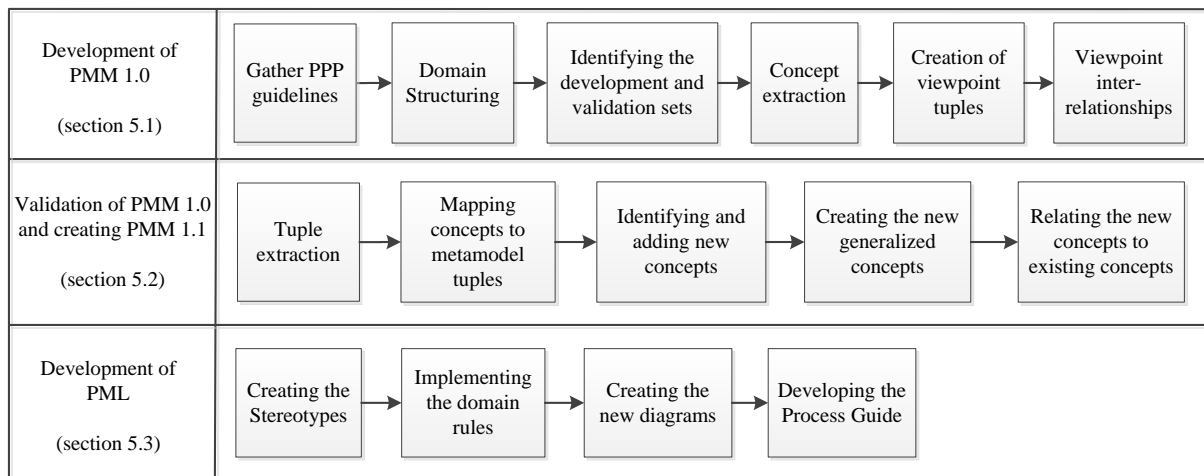 Development of
PMM 1.0
(section 5.1)
Gather PPP
guidelines
Domain
Structuring
Identifying the
development and
validation sets
Concept
extraction
Creation of
viewpoint
tuples
Viewpoint
inter-
relationships
Validation of PMM 1.0
and creating PMM 1.1
(section 5.2)
Tuple
extraction
Mapping
concepts to
metamodel
tuples
Identifying and
adding new
concepts
Creating the new
generalized
concepts
Relating the new
concepts to
existing concepts
Development of
PML
(section 5.3)
Creating the
Stereotypes
Implementing
the domain
rules
Creating the
new diagrams
Developing the
Process Guide